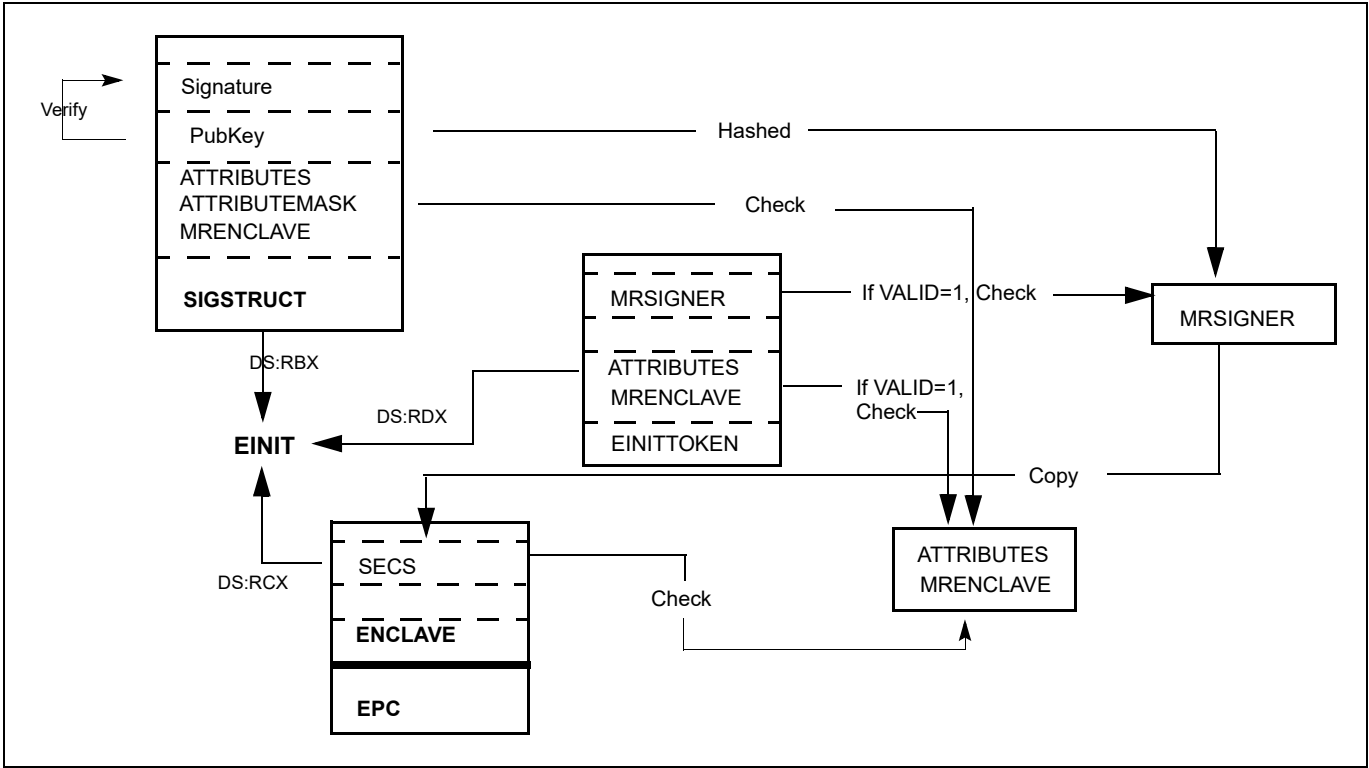 Signature
Verify
PubKey
Hashed
ATTRIBUTES
ATTRIBUTEMASK
MRENCLAVE
Check
SIGSTRUCT
MRSIGNER
If VALID=1, Check
MRSIGNER
DS:RBX
ATTRIBUTES
MRENCLAVE
If VALID=1,
Check
DS:RDX
EINIT
EINITTOKEN
Copy
SECS
DS:RCX
Check
ATTRIBUTES
MRENCLAVE
ENCLAVE
EPC